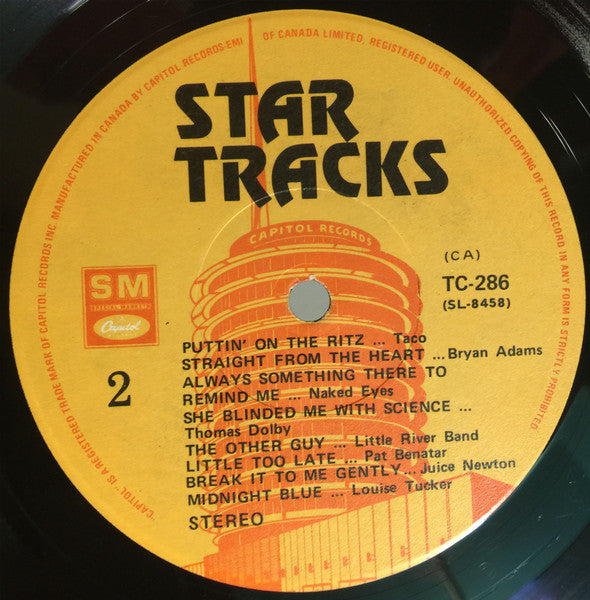 "CAPITOL" IS A REGISTERED TRADE MARK OF CAPITOL RECORDS INC. MANUFACTURED IN CANADA BY CAPITOL RECORDS-EMI OF CANADA LIMITED, REGISTERED USER. UNAUTHORIZED COPYING OF THIS RECORD IN ANY FORM IS STRICTLY PROHIBITED.
STAR
TRACKS
CAPITOL RECORDS
(CA)
TC-286
(SL-8458)
SM
SPECIAL MARKETS
Capitol
2
PUTTIN' ON THE RITZ ... Taco
STRAIGHT FROM THE HEART ...Bryan Adams
ALWAYS SOMETHING THERE TO
REMIND ME ... Naked Eyes
SHE BLINDED ME WITH SCIENCE ...
Thomas Dolby
THE OTHER GUY ... Little River Band
LITTLE TOO LATE ... Pat Benatar
BREAK IT TO ME GENTLY...Juice Newton
MIDNIGHT BLUE ... Louise Tucker
STEREO